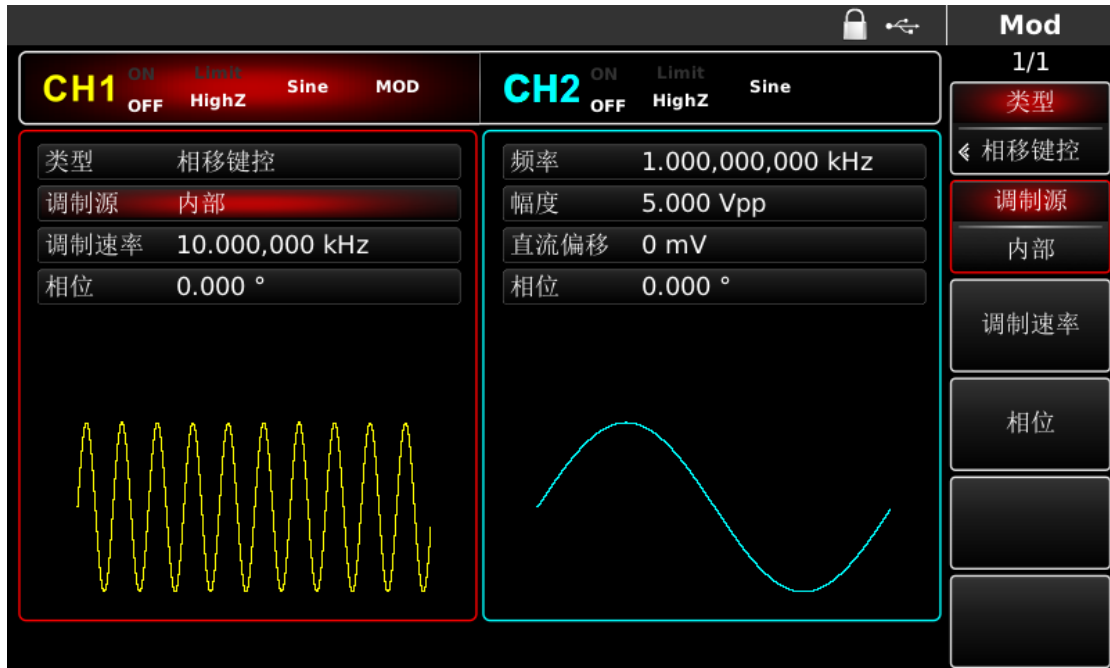 Mod
1/1
CH1 ON OFF Limit HighZ Sine MOD
CH2 ON OFF Limit HighZ Sine
类型
相移键控
调制源
内部
调制速率
相位
类型 相移键控
调制源 内部
调制速率 10.000,000 kHz
相位 0.000 °
频率 1.000,000,000 kHz
幅度 5.000 Vpp
直流偏移 0 mV
相位 0.000 °